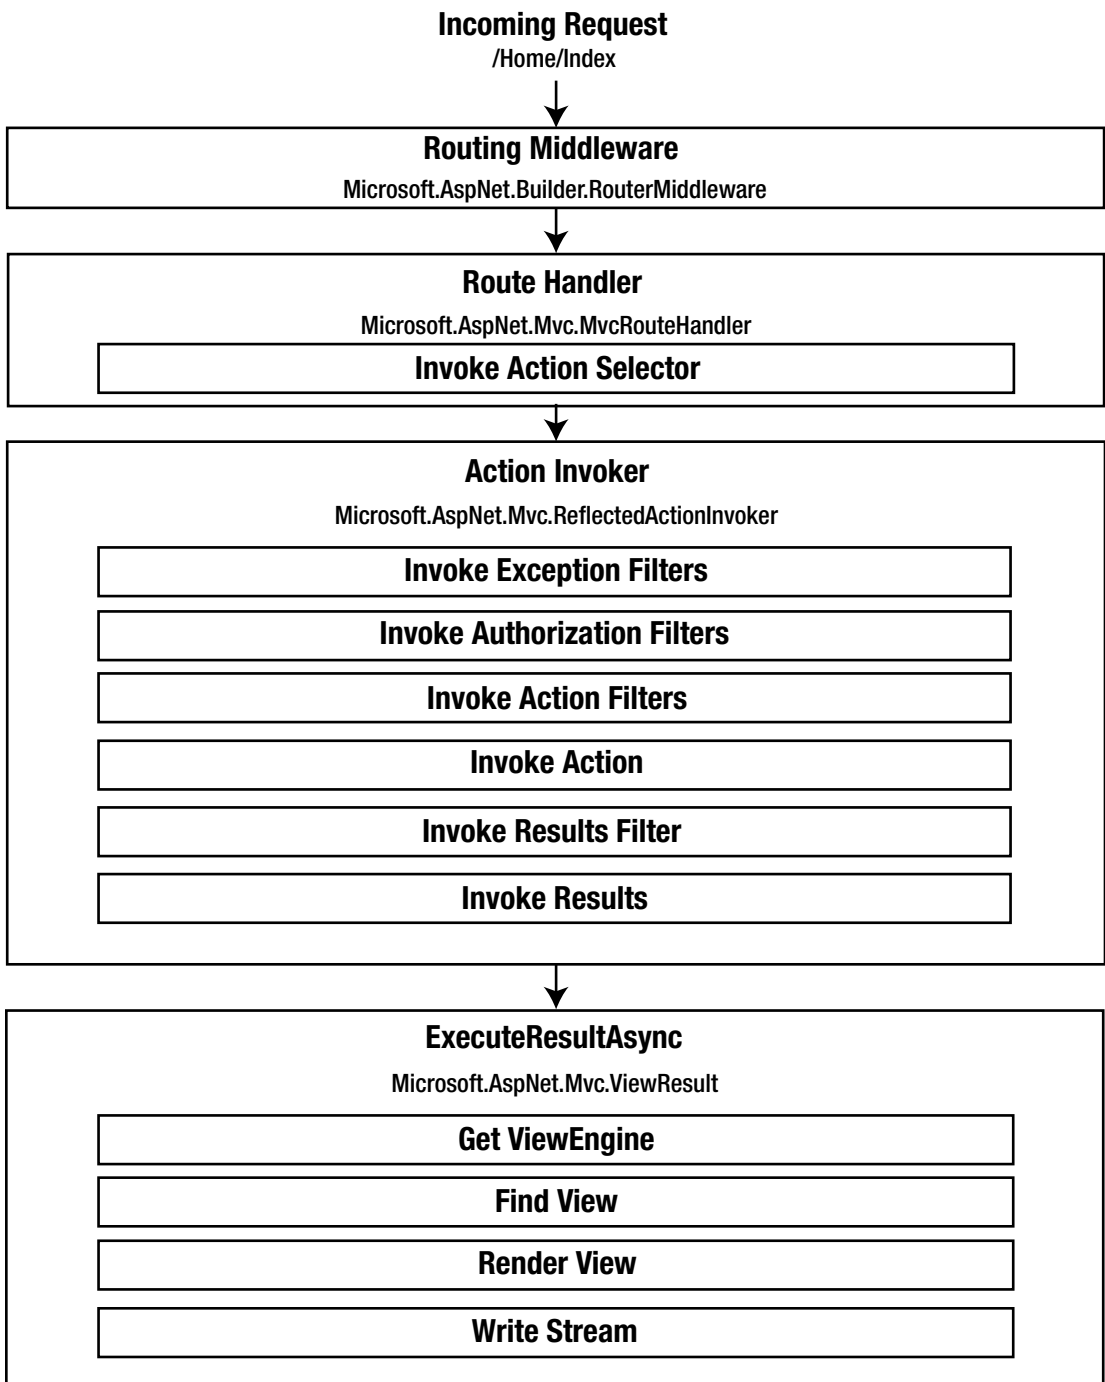 Incoming Request
/Home/Index
Routing Middleware
Microsoft.AspNet.Builder.RouterMiddleware
Route Handler
Microsoft.AspNet.Mvc.MvcRouteHandler
Invoke Action Selector
Action Invoker
Microsoft.AspNet.Mvc.ReflectedActionInvoker
Invoke Exception Filters
Invoke Authorization Filters
Invoke Action Filters
Invoke Action
Invoke Results Filter
Invoke Results
ExecuteResultAsync
Microsoft.AspNet.Mvc.ViewResult
Get ViewEngine
Find View
Render View
Write Stream